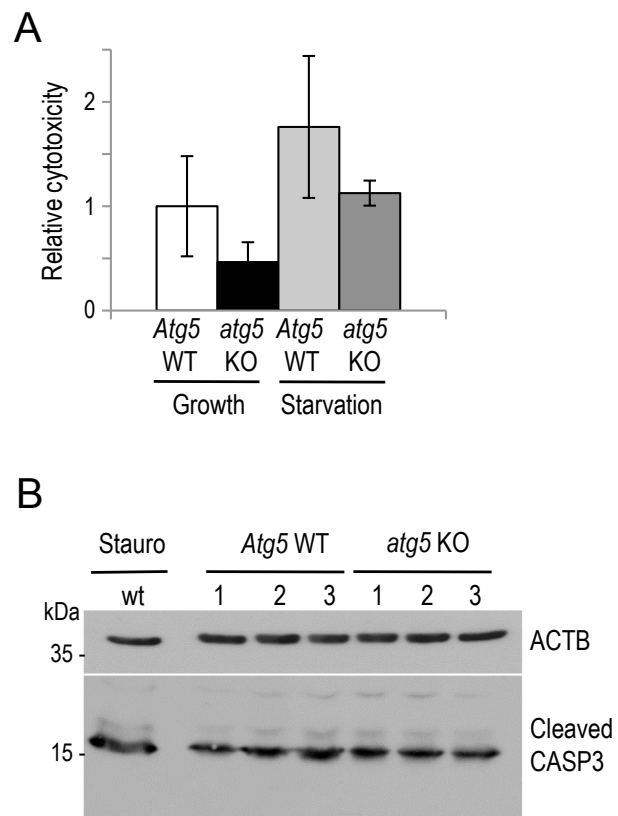 A
Relative cytotoxicity
2
1
0
Atg5 atg5 Atg5 atg5
WT KO WT KO
Growth Starvation
B
Stauro Atg5 WT atg5 KO
wt 1 2 3 1 2 3
kDa
35 - ACTB
15 - Cleaved
CASP3